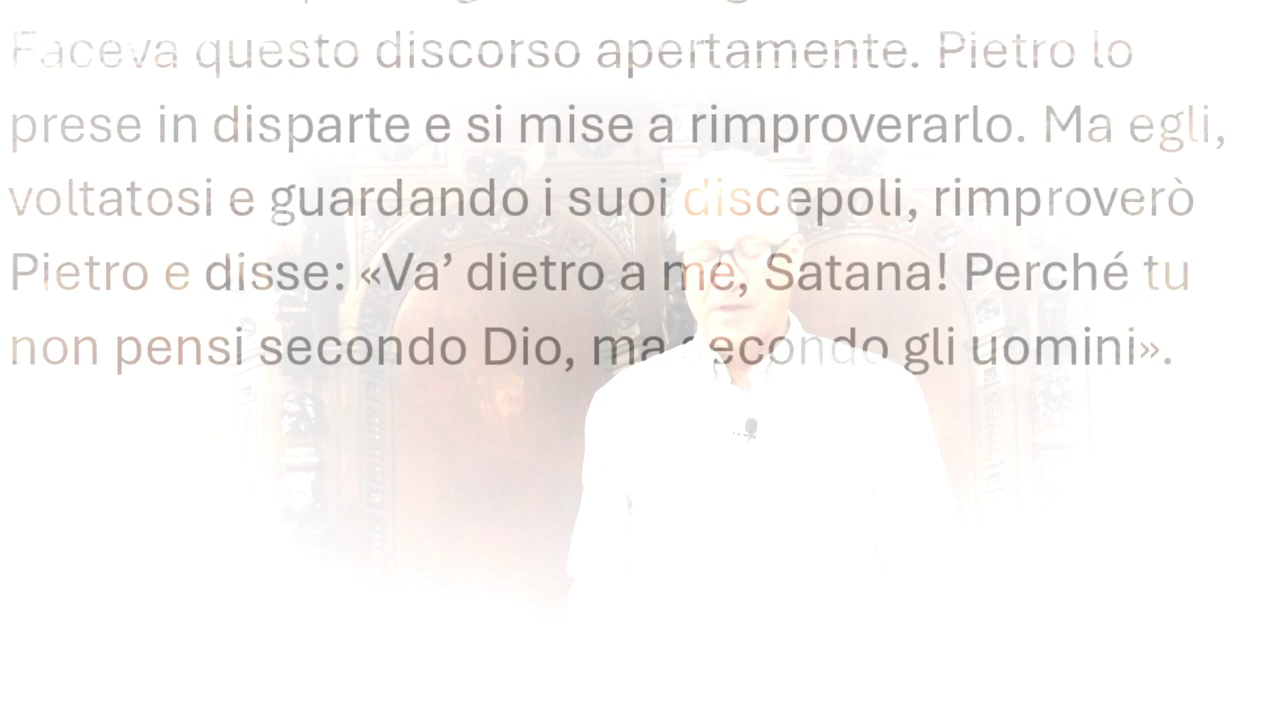 Faceva questo discorso apertamente. Pietro lo
prese in disparte e si mise a rimproverarlo. Ma egli,
voltatosi e guardando i suoi discepoli, rimproverò
Pietro e disse: «Va’ dietro a me, Satana! Perché tu
non pensi secondo Dio, ma secondo gli uomini».